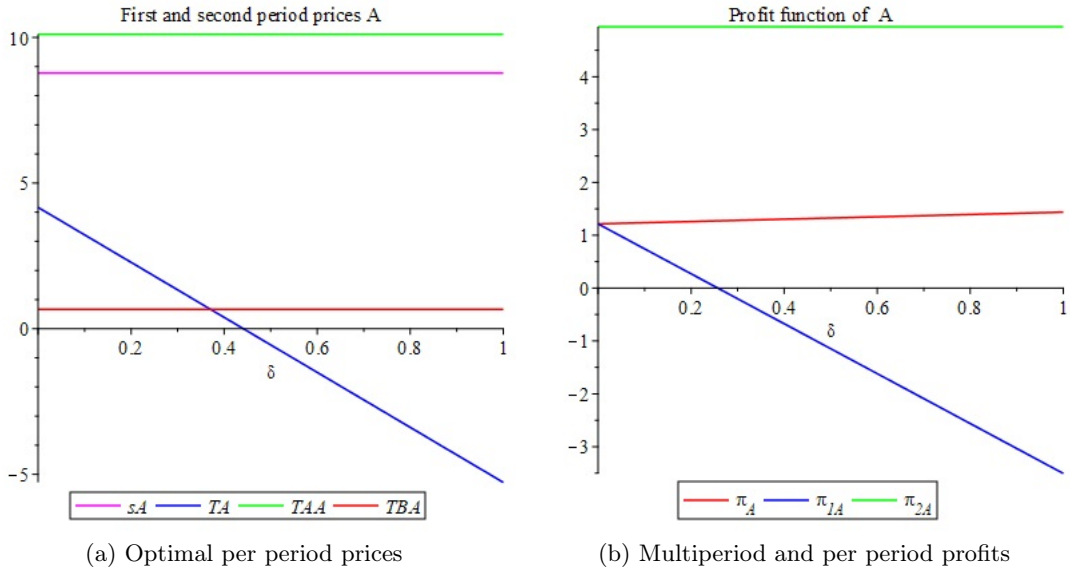 First and second period prices A
10
5
0
0.2 0.4 0.6 0.8 1
δ
−5
sA TA TAA TBA
(a) Optimal per period prices
Profit function of A
4
3
2
1
0
0.2 0.4 0.6 0.8 1
δ
−1
−2
−3
π_A π_1A π_2A
(b) Multiperiod and per period profits